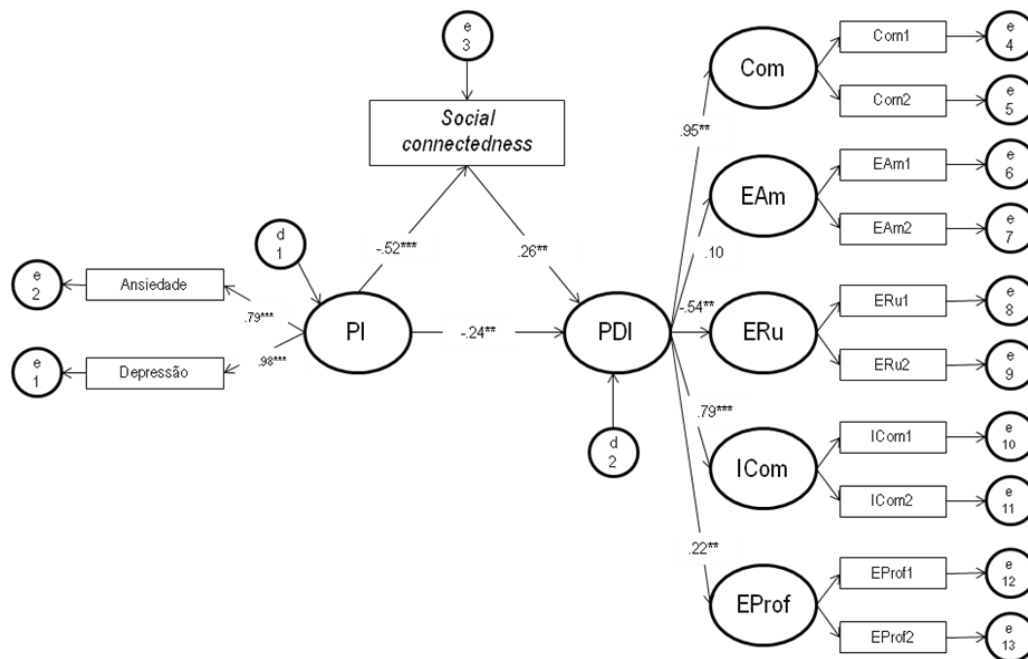 e
3
Social
connectedness
Com
Com1
e
4
Com2
e
5
.95**
EAm
EAm1
e
6
EAm2
e
7
d
1
-.52***
.26**
.10
e
2
Ansiedade
.79***
PI
-.24**
PDI
-.54**
ERu
ERu1
e
8
ERu2
e
9
e
1
Depressão
.98***
d
2
.79***
ICom
ICom1
e
10
ICom2
e
11
.22**
EProf
EProf1
e
12
EProf2
e
13